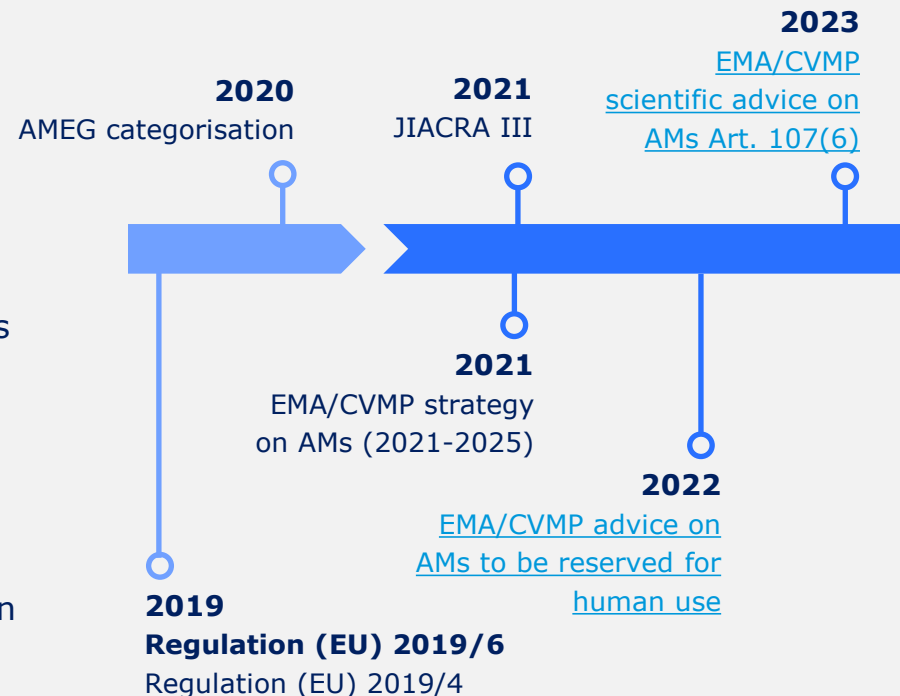 2020
AMEG categorisation
2021
JIACRA III
2023
EMA/CVMP
scientific advice on
AMs Art. 107(6)
s
2021
EMA/CVMP strategy
on AMs (2021-2025)
2022
EMA/CVMP advice on
AMs to be reserved for
human use
n
2019
Regulation (EU) 2019/6
Regulation (EU) 2019/4